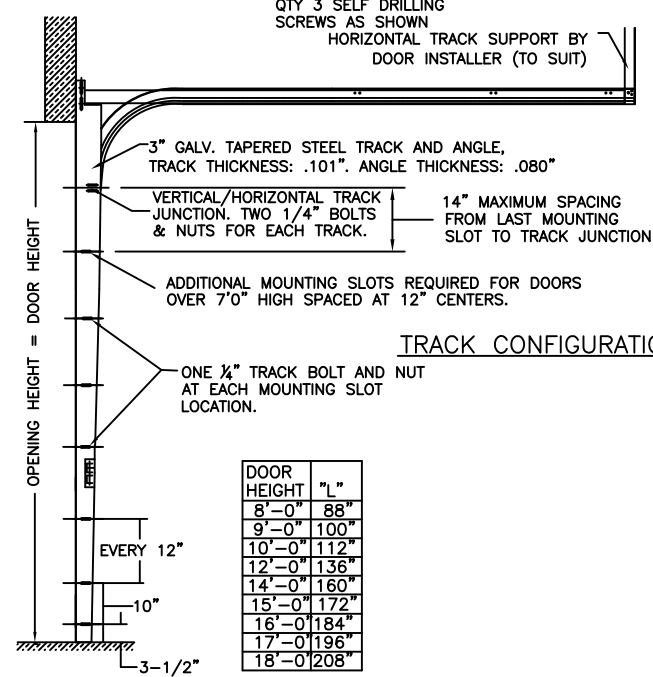 QTY 3 SELF DRILLING
SCREWS AS SHOWN
HORIZONTAL TRACK SUPPORT BY
DOOR INSTALLER (TO SUIT)
3" GALV. TAPERED STEEL TRACK AND ANGLE,
TRACK THICKNESS: .101". ANGLE THICKNESS: .080"
VERTICAL/HORIZONTAL TRACK
JUNCTION. TWO 1/4" BOLTS
& NUTS FOR EACH TRACK.
14" MAXIMUM SPACING
FROM LAST MOUNTING
SLOT TO TRACK JUNCTION
ADDITIONAL MOUNTING SLOTS REQUIRED FOR DOORS
OVER 7'0" HIGH SPACED AT 12" CENTERS.
OPENING HEIGHT = DOOR HEIGHT
TRACK CONFIGURATIO
ONE ¼" TRACK BOLT AND NUT
AT EACH MOUNTING SLOT
LOCATION.
DOOR HEIGHT "L"
8'-0" 88"
9'-0" 100"
10'-0" 112"
12'-0" 136"
14'-0" 160"
15'-0" 172"
16'-0" 184"
17'-0" 196"
18'-0" 208"
EVERY 12"
10"
3-1/2"